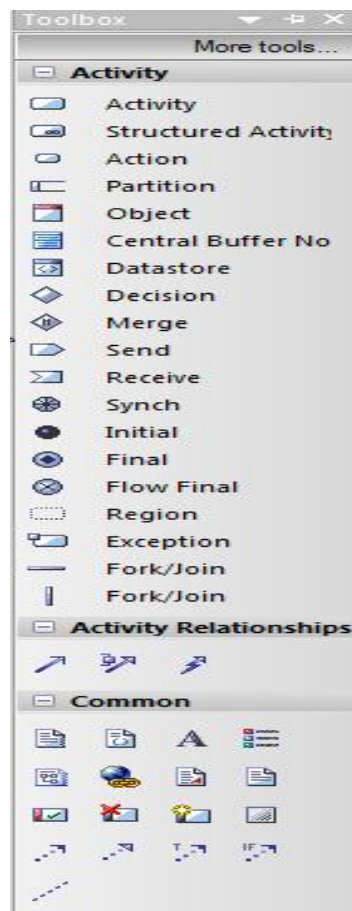 Toolbox
More tools...
Activity
Activity
Structured Activity
Action
Partition
Object
Central Buffer No
Datastore
Decision
Merge
Send
Receive
Synch
Initial
Final
Flow Final
Region
Exception
Fork/Join
Fork/Join
Activity Relationships
Common